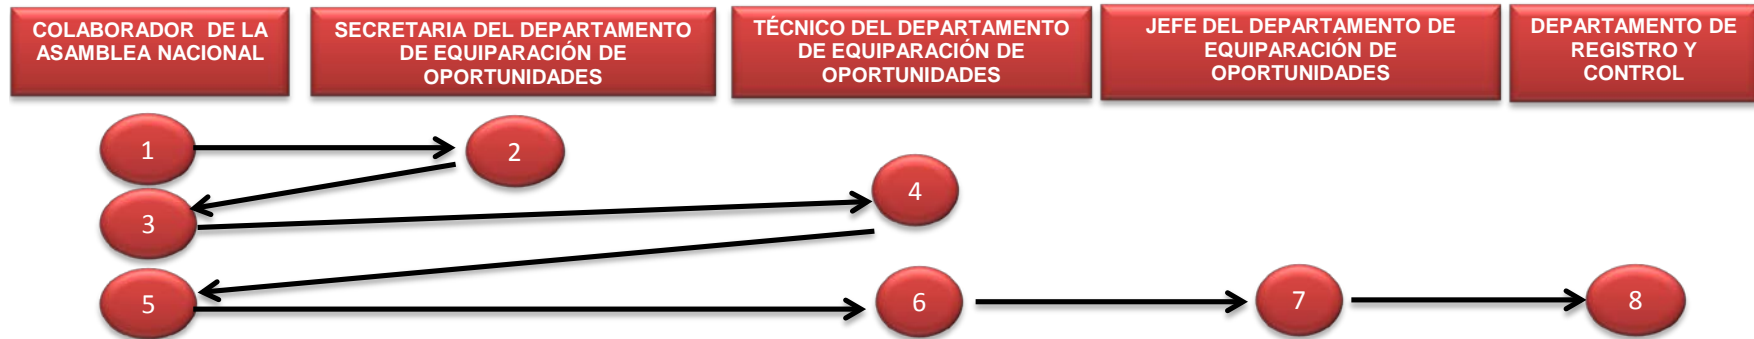 COLABORADOR DE LA
ASAMBLEA NACIONAL
SECRETARIA DEL DEPARTAMENTO
DE EQUIPARACIÓN DE
OPORTUNIDADES
TÉCNICO DEL DEPARTAMENTO
DE EQUIPARACIÓN DE
OPORTUNIDADES
JEFE DEL DEPARTAMENTO DE
EQUIPARACIÓN DE
OPORTUNIDADES
DEPARTAMENTO DE
REGISTRO Y
CONTROL
1
2
3
4
5
6
7
8